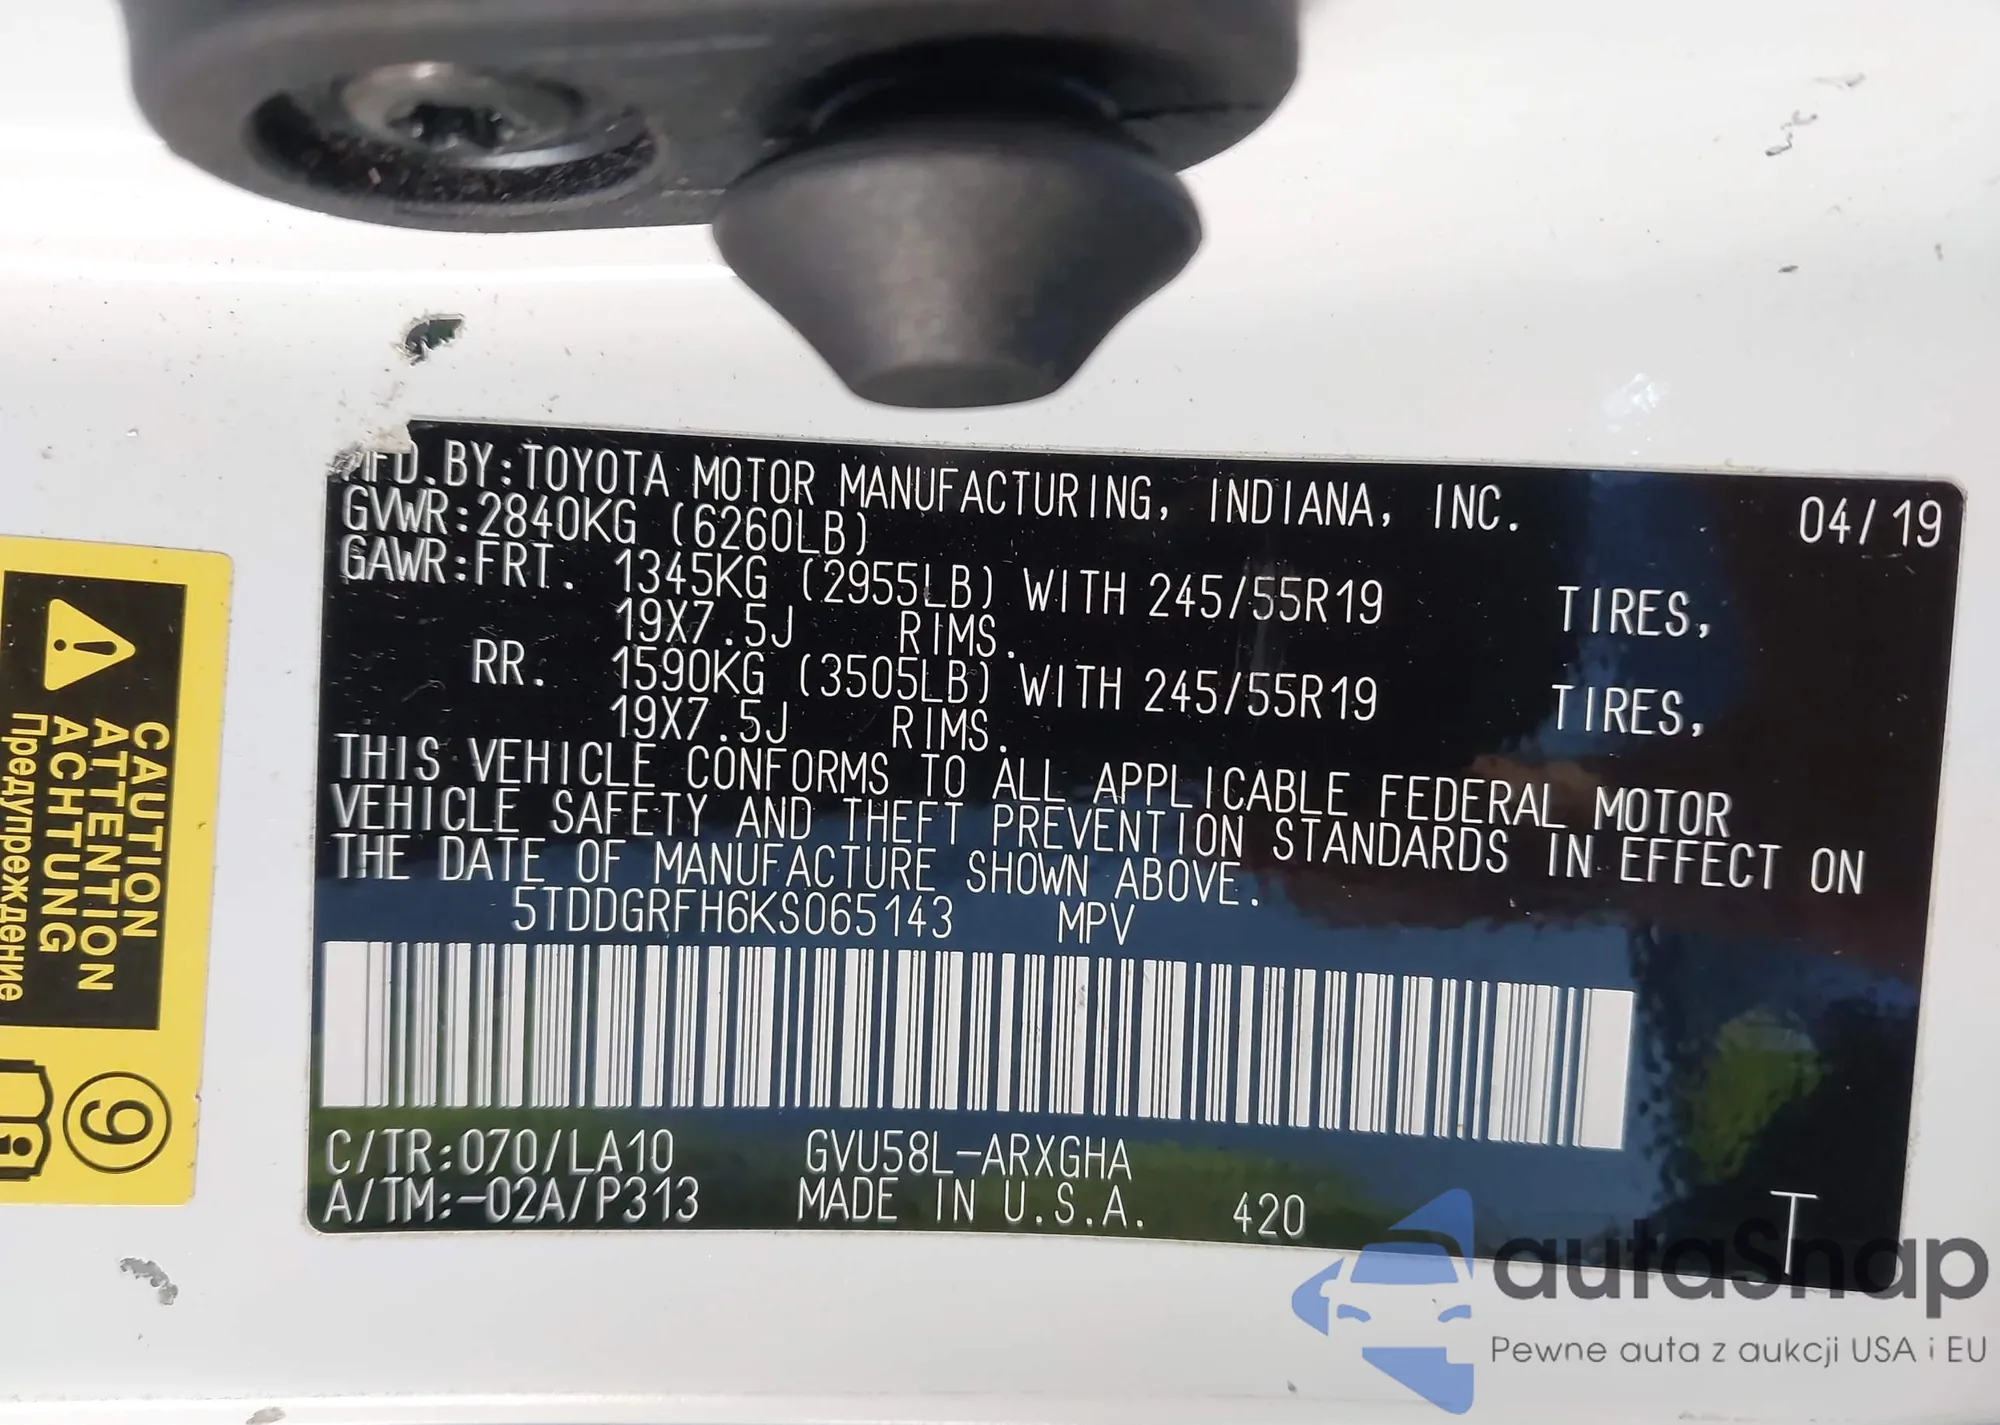 MFD.BY:TOYOTA MOTOR MANUFACTURING, INDIANA, INC. 04/19
GVWR:2840KG (6260LB)
GAWR:FRT. 1345KG (2955LB) WITH 245/55R19 TIRES,
19X7.5J RIMS.
RR. 1590KG (3505LB) WITH 245/55R19 TIRES,
19X7.5J RIMS.
THIS VEHICLE CONFORMS TO ALL APPLICABLE FEDERAL MOTOR
VEHICLE SAFETY AND THEFT PREVENTION STANDARDS IN EFFECT ON
THE DATE OF MANUFACTURE SHOWN ABOVE.
5TDDGRFH6KS065143 MPV
C/TR:070/LA10 GVU58L-ARXGHA
A/TM:-02A/P313 MADE IN U.S.A. 420 T
CAUTION
ATTENTION
ACHTUNG
Предупреждение
9
autaSnap
Pewne auta z aukcji USA i EU